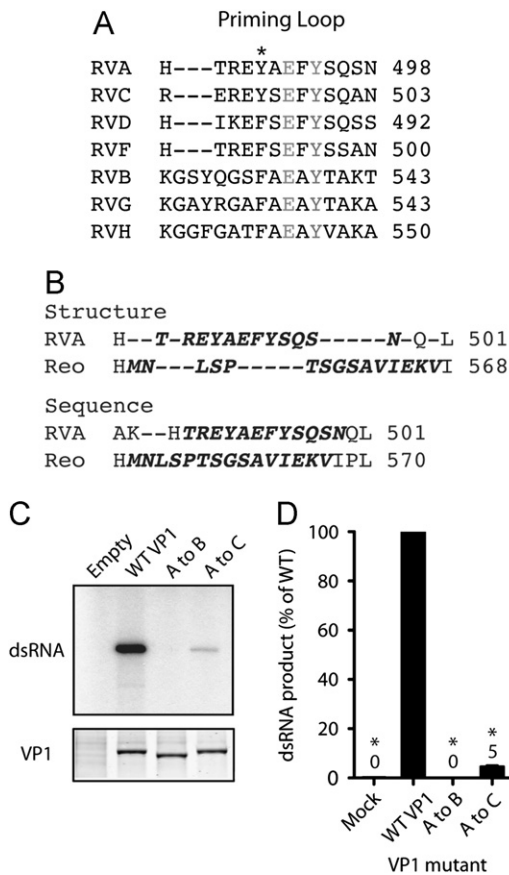 Priming Loop
A
*
RVA H---TREYAEFYSQSN 498
RVC R---EREYSEFYSQAN 503
RVD H---IKEFSEFYSQSS 492
RVF H---TREFSEFYSSAN 500
RVB KGSYQGSFAEAYTAKT 543
RVG KGAYRGAFAEAYTAKA 543
RVH KGGFGATFAEAYVAKA 550
B
Structure
RVA H--T-REYAEFYSQS-----N-Q-L 501
Reo HMN---LSP-----TSGSAVIEKVI 568
Sequence
RVA AK--HTREYAEFYSQSNQL 501
Reo HMNLSPTSGSAVIEKVIPL 570
C
Empty
WT VP1
A to B
A to C
dsRNA
VP1
D
dsRNA product (% of WT)
100
80
60
40
20
0
*
0
*
0
*
5
Mock
WT VP1
A to B
A to C
VP1 mutant